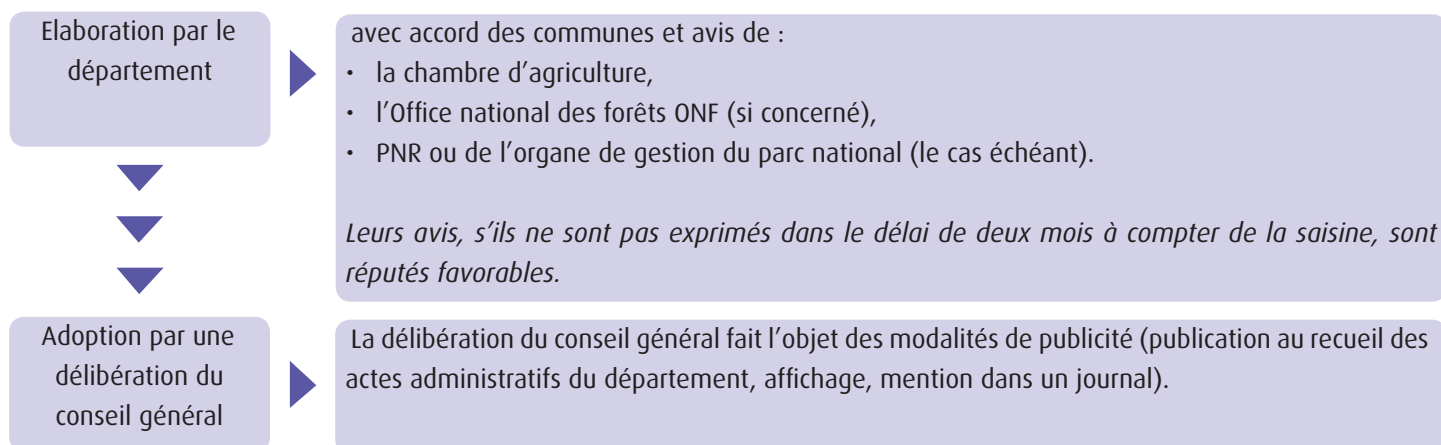 Elaboration par le
département
avec accord des communes et avis de :
• la chambre d’agriculture,
• l’Office national des forêts ONF (si concerné),
• PNR ou de l’organe de gestion du parc national (le cas échéant).
Leurs avis, s’ils ne sont pas exprimés dans le délai de deux mois à compter de la saisine, sont
réputés favorables.
Adoption par une
délibération du
conseil général
La délibération du conseil général fait l’objet des modalités de publicité (publication au recueil des
actes administratifs du département, affichage, mention dans un journal).